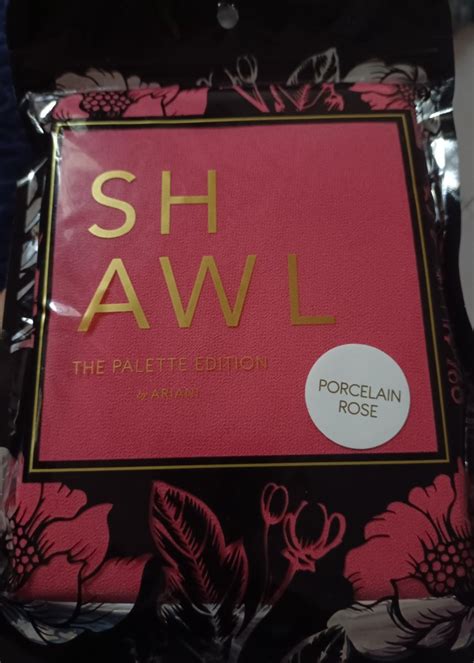 SH
AWL
THE PALETTE EDITION
by ARIANI
PORCELAIN
ROSE